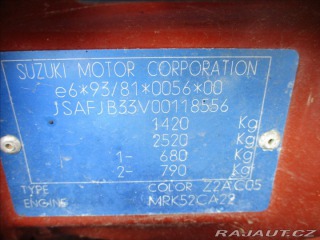 SUZUKI MOTOR CORPORATION
e6*93/81*0056*00
JSAFJB33V00118556
1420 Kg
2520 Kg
1- 680 Kg
2- 790 Kg
TYPE COLOR Z2AC05
ENGINE MRK52CA22
RAJAUT.CZ